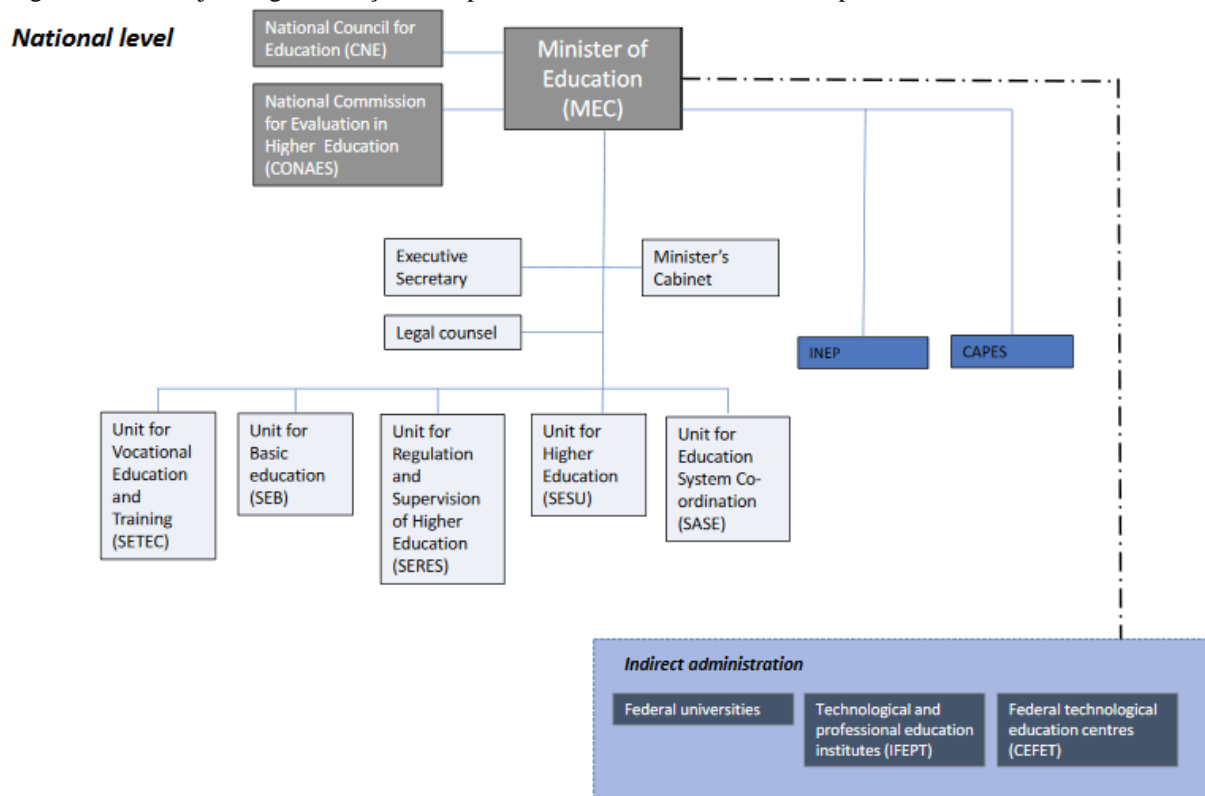 National level
National Council for
Education (CNE)
Minister of
Education
(MEC)
National Commission
for Evaluation in
Higher Education
(CONAES)
Executive
Secretary
Minister's
Cabinet
Legal counsel
INEP
CAPES
Unit for
Vocational
Education
and
Training
(SETEC)
Unit for
Basic
education
(SEB)
Unit for
Regulation
and
Supervision
of Higher
Education
(SERES)
Unit for
Higher
Education
(SESU)
Unit for
Education
System Co-
ordination
(SASE)
Indirect administration
Federal universities
Technological and
professional education
institutes (IFEPT)
Federal technological
education centres
(CEFET)